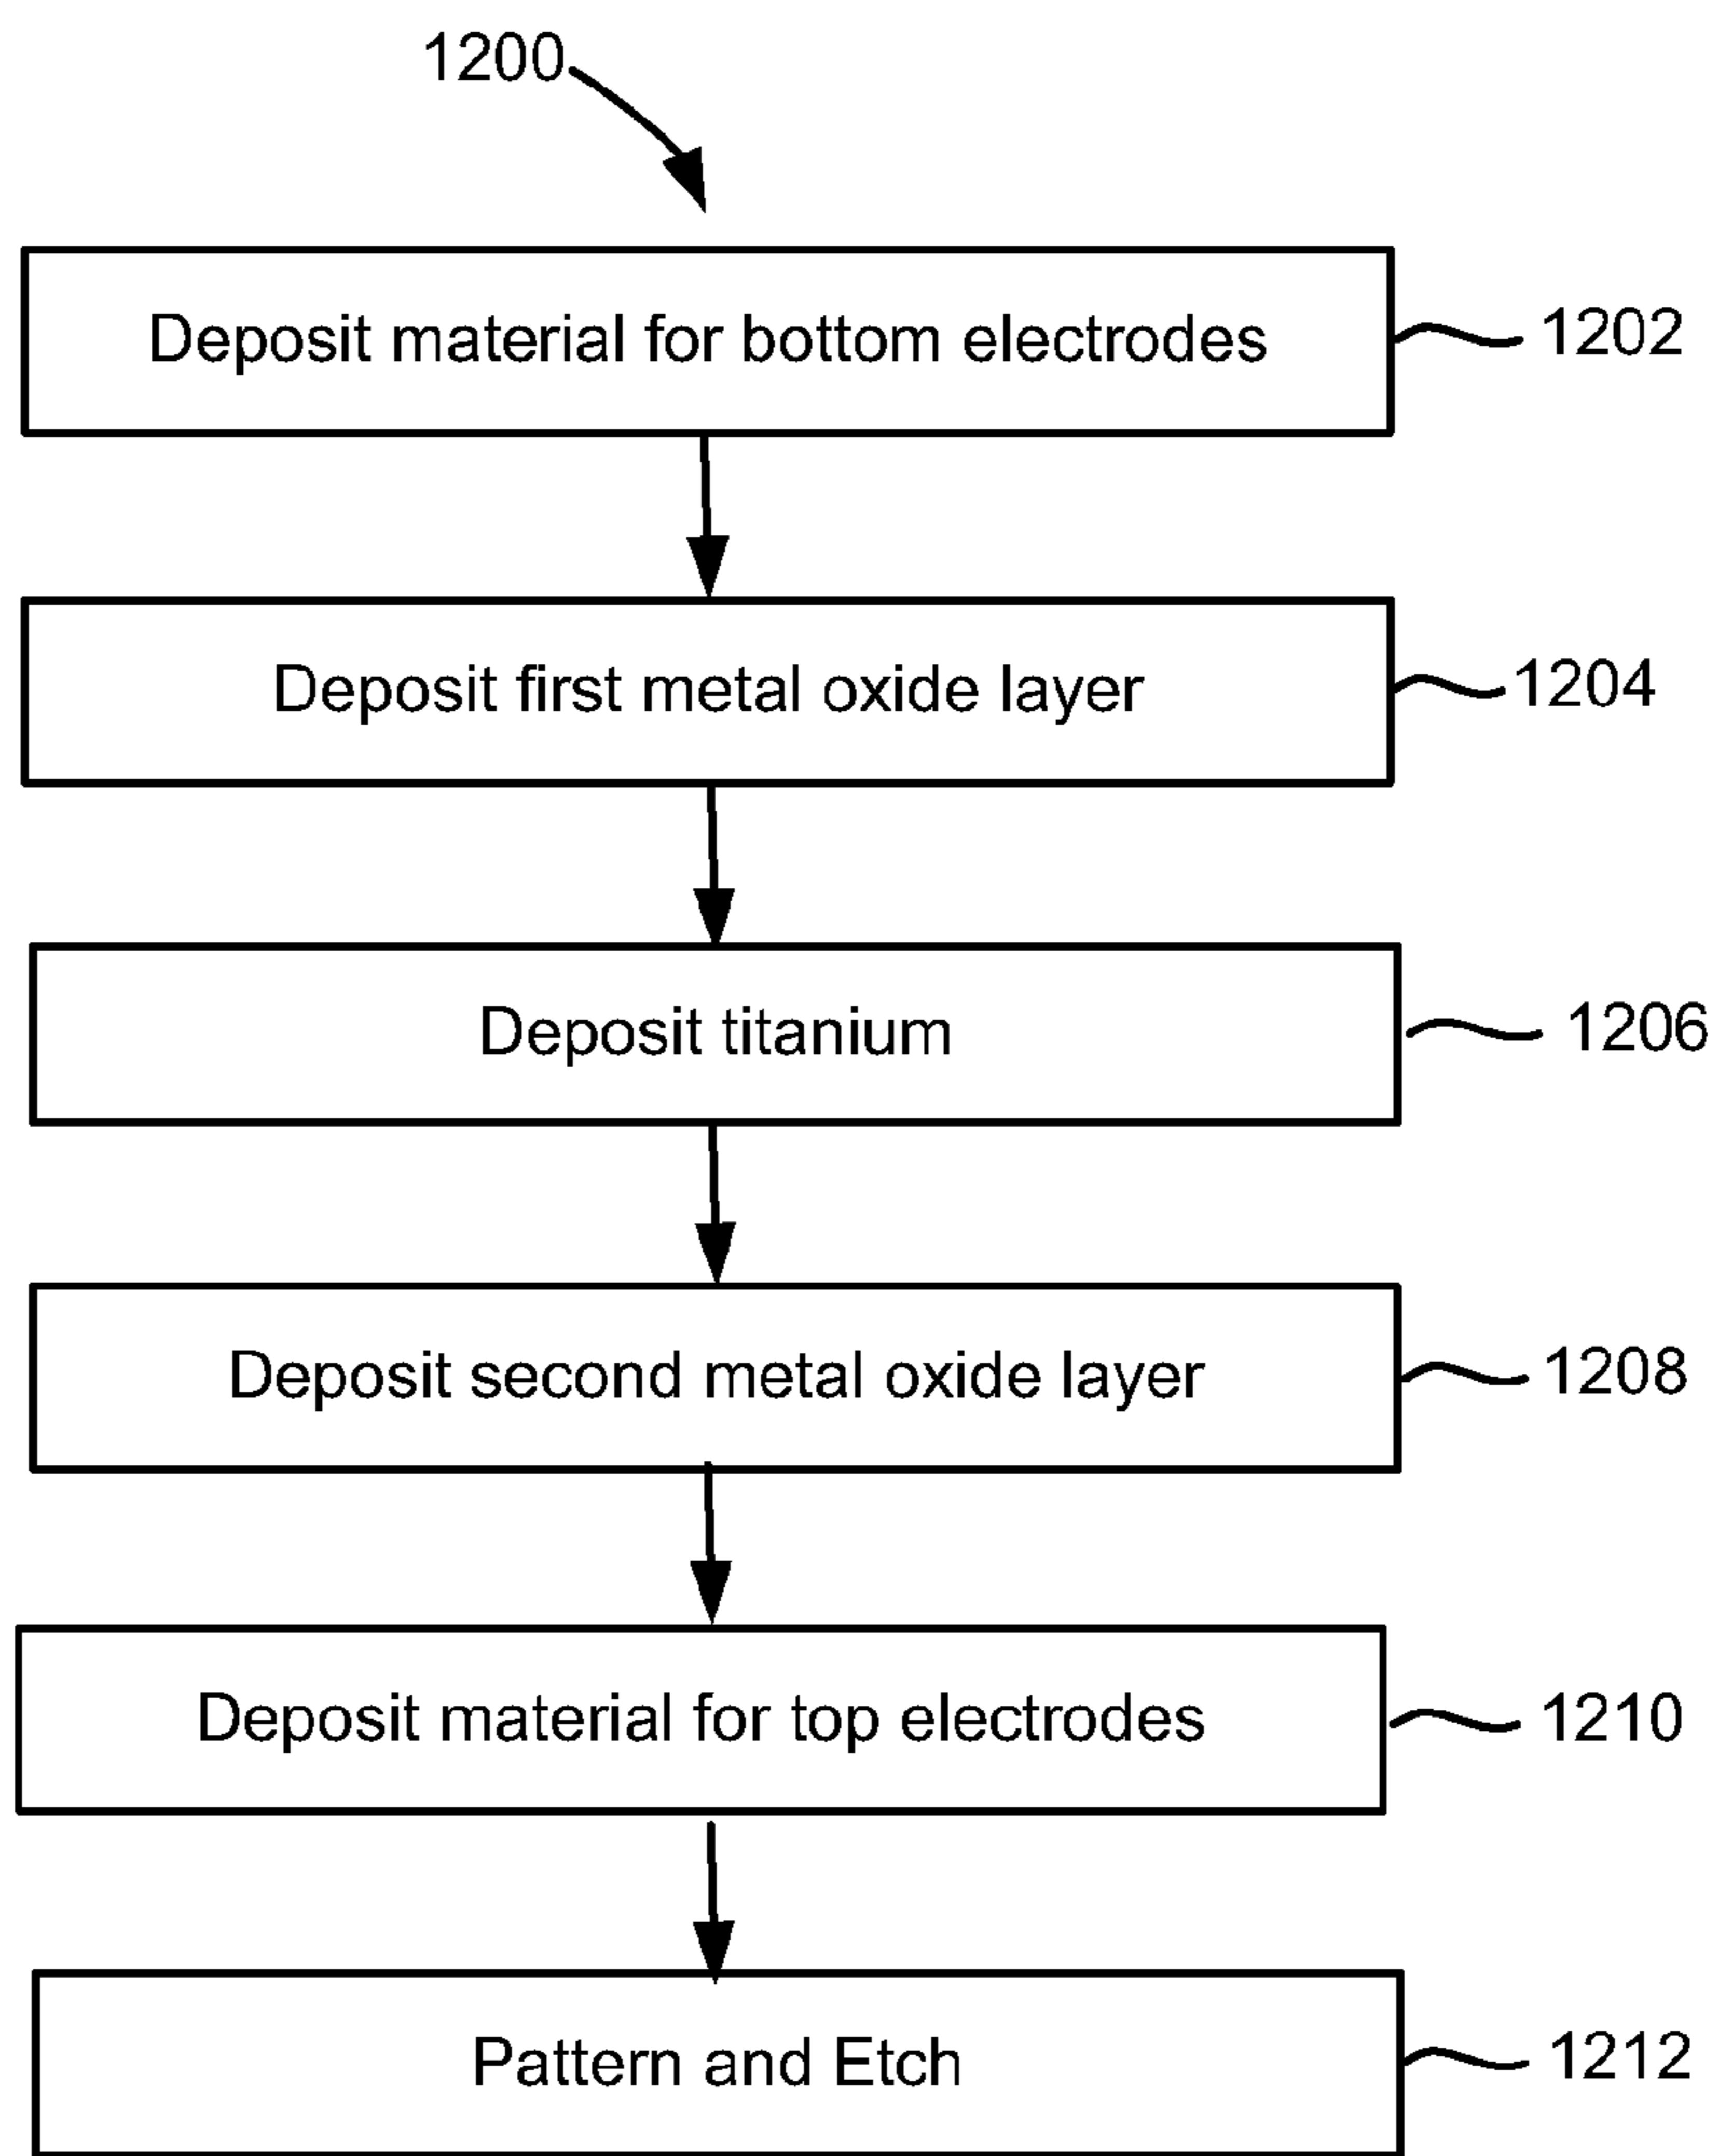 1200
Deposit material for bottom electrodes
1202
Deposit first metal oxide layer
1204
Deposit titanium
1206
Deposit second metal oxide layer
1208
Deposit material for top electrodes
1210
Pattern and Etch
1212